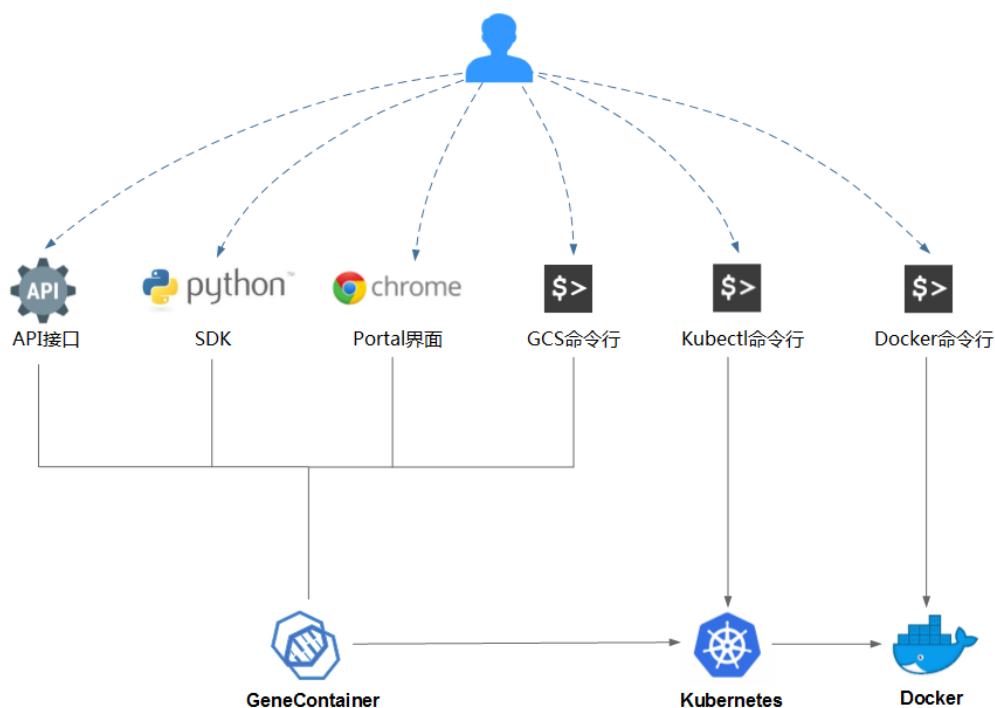 API
python™
chrome
$>
$>
$>
API接口
SDK
Portal界面
GCS命令行
Kubectl命令行
Docker命令行
GeneContainer
Kubernetes
Docker